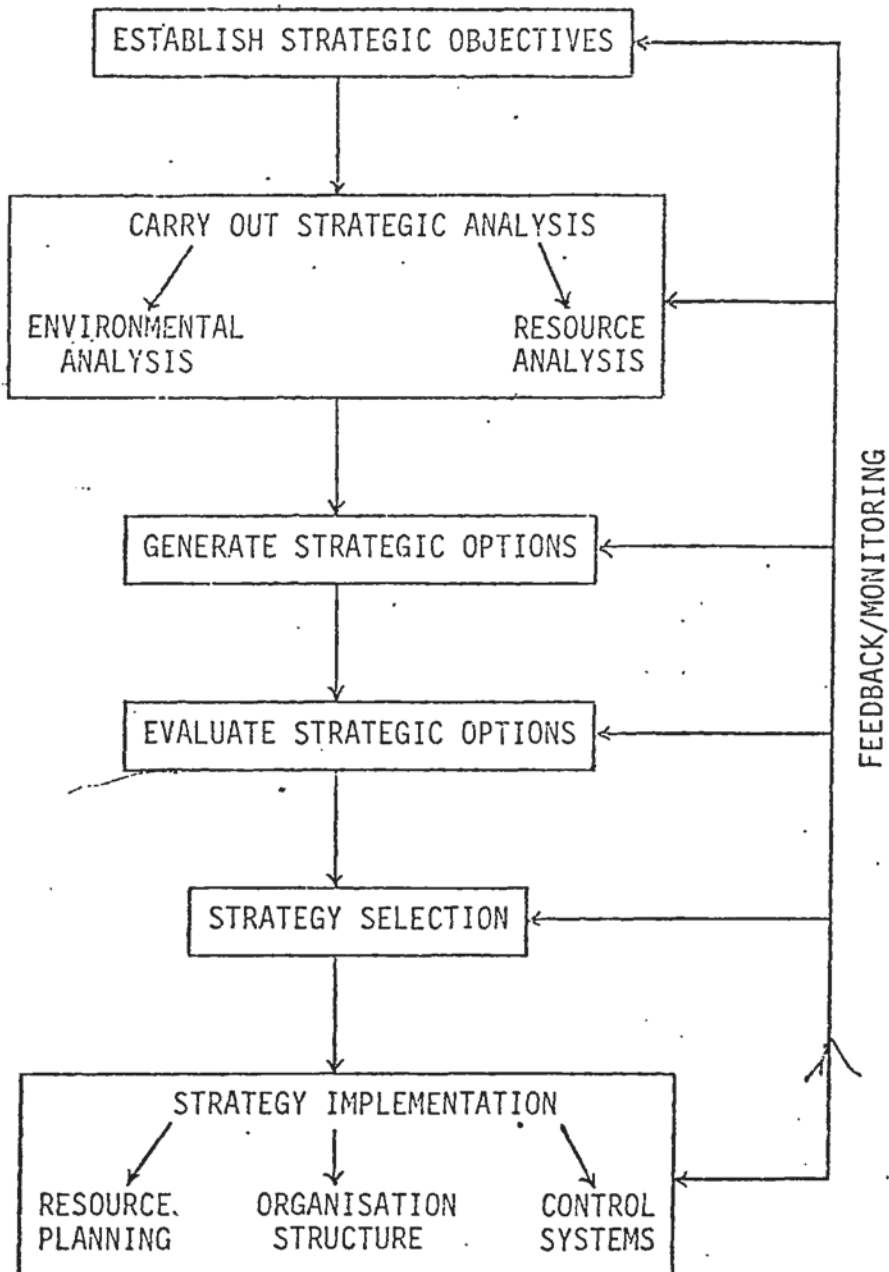 ESTABLISH STRATEGIC OBJECTIVES
CARRY OUT STRATEGIC ANALYSIS
ENVIRONMENTAL
ANALYSIS
RESOURCE
ANALYSIS
GENERATE STRATEGIC OPTIONS
EVALUATE STRATEGIC OPTIONS
STRATEGY SELECTION
STRATEGY IMPLEMENTATION
RESOURCE
PLANNING
ORGANISATION
STRUCTURE
CONTROL
SYSTEMS
FEEDBACK/MONITORING